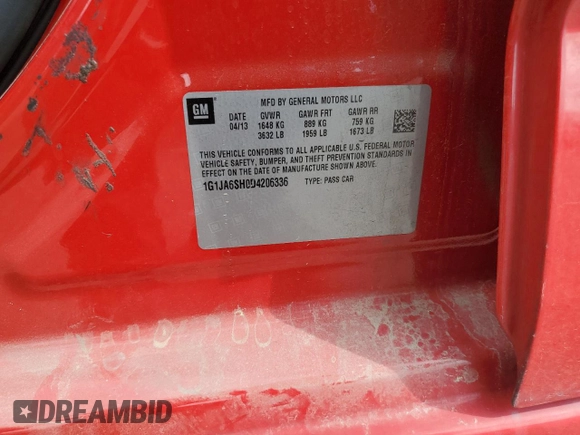 GM
MFD BY GENERAL MOTORS LLC
DATE GVWR GAWR FRT GAWR RR
04/13 1648 KG 889 KG 759 KG
3632 LB 1959 LB 1673 LB
THIS VEHICLE CONFORMS TO ALL APPLICABLE U.S. FEDERAL MOTOR
VEHICLE SAFETY, BUMPER, AND THEFT PREVENTION STANDARDS IN
EFFECT ON THE DATE OF MANUFACTURE SHOWN ABOVE.
1G1JA6SH0D4206336 TYPE: PASS CAR
DREAMBID